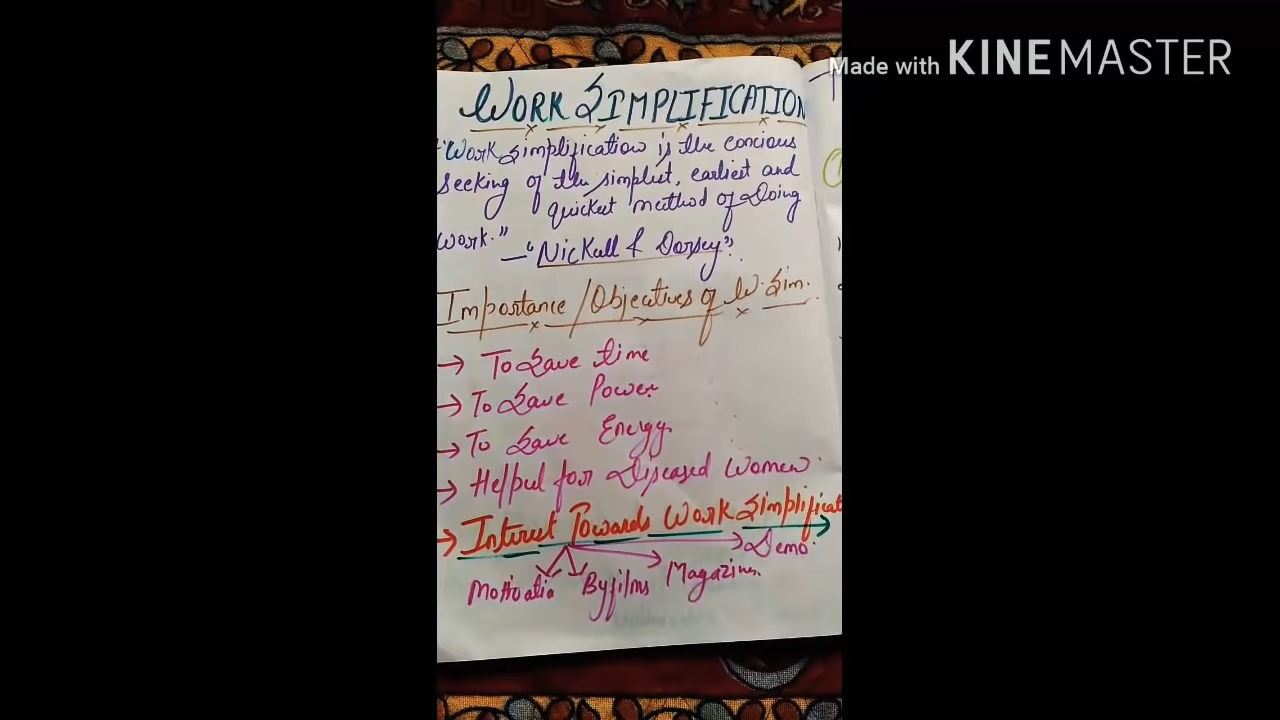 Made with KINEMASTER
WORK SIMPLIFICATION
"Work simplification is the concious
seeking of the simplest, earliest and
quickest method of Doing
work."
— "Nickell & Dorsey".
Importance / Objectives of W. Sim.
→ To Save time
→ To Save Power
→ To Save Energy.
→ Helpful for Diseased Women.
→ Interest Towards Work Simplificat
Demo.
Motivatio By films Magazines.